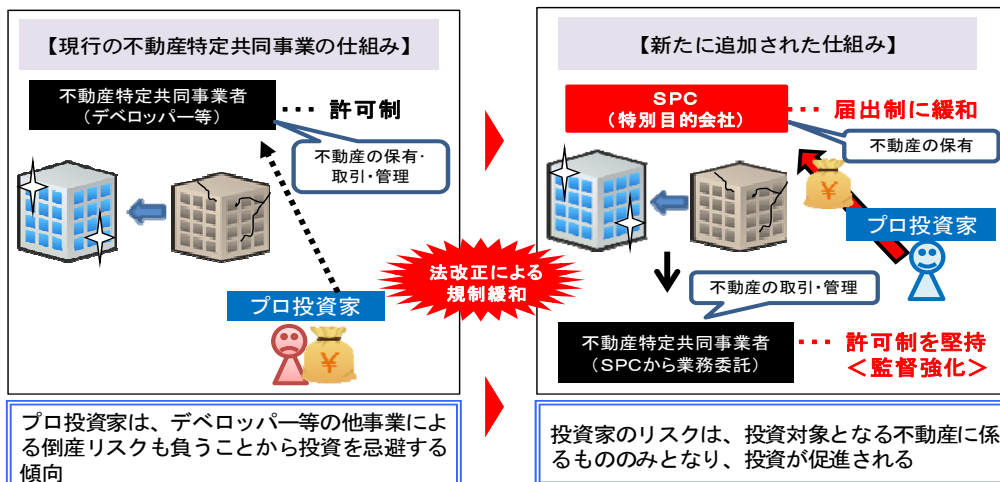 【現行の不動産特定共同事業の仕組み】
不動産特定共同事業者
(デベロッパー等)
･･･ 許可制
不動産の保有・
取引・管理
プロ投資家
¥
プロ投資家は、デベロッパー等の他事業によ
る倒産リスクも負うことから投資を忌避する
傾向
法改正による
規制緩和
【新たに追加された仕組み】
SPC
(特別目的会社)
･･･ 届出制に緩和
不動産の保有
¥
プロ投資家
不動産の取引・管理
不動産特定共同事業者
(SPCから業務委託)
･･･ 許可制を堅持
<監督強化>
投資家のリスクは、投資対象となる不動産に係
るもののみとなり、投資が促進される